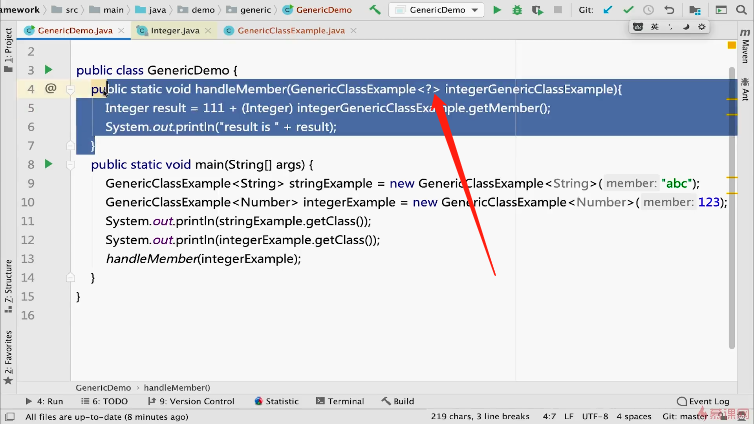 amework
src
main
java
demo
generic
GenericDemo
GenericDemo
Git:
GenericDemo.java
Integer.java
GenericClassExample.java
1: Project
Maven
Ant
2
3 public class GenericDemo {
4 @ public static void handleMember(GenericClassExample<?> integerGenericClassExample){
5 Integer result = 111 + (Integer) integerGenericClassExample.getMember();
6 System.out.println("result is " + result);
7 }
8 public static void main(String[] args) {
9 GenericClassExample<String> stringExample = new GenericClassExample<String>( member: "abc");
10 GenericClassExample<Number> integerExample = new GenericClassExample<Number>( member: 123);
11 System.out.println(stringExample.getClass());
12 System.out.println(integerExample.getClass());
13 handleMember(integerExample);
14 }
15 }
16
Z: Structure
2: Favorites
GenericDemo › handleMember()
4: Run 6: TODO 9: Version Control Statistic Terminal Build Event Log
All files are up-to-date (8 minutes ago) 219 chars, 3 line breaks 4:7 LF UTF-8 4 spaces Git: master